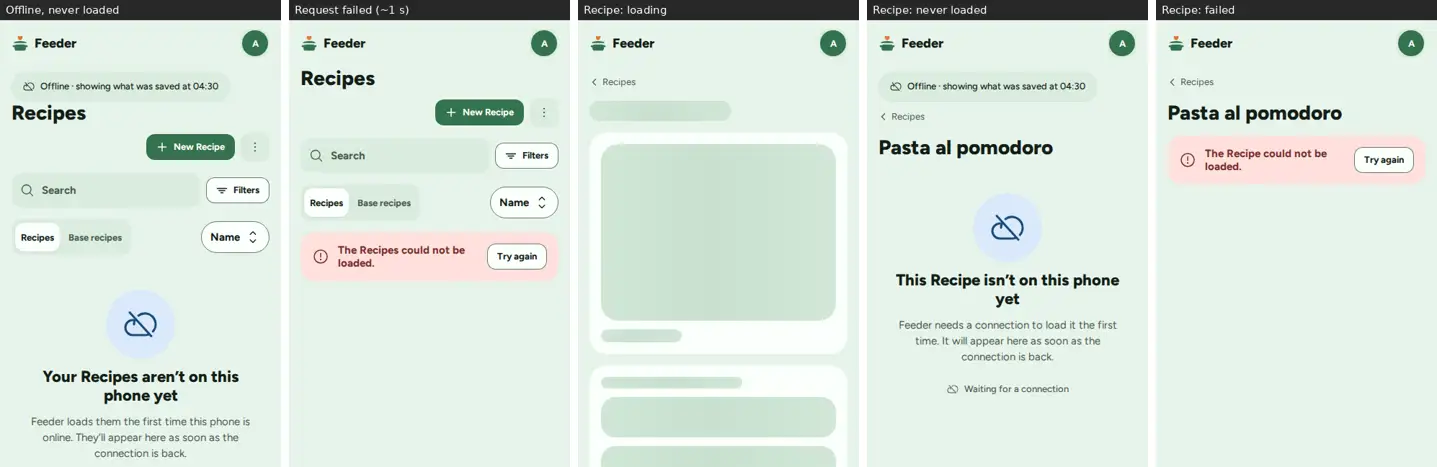 Offline, never loaded
Feeder
A
Offline · showing what was saved at 04:30
Recipes
New Recipe
Search
Filters
Recipes
Base recipes
Name
Your Recipes aren’t on this
phone yet
Feeder loads them the first time this phone is
online. They’ll appear here as soon as the
connection is back.
Request failed (~1 s)
Feeder
A
Recipes
New Recipe
Search
Filters
Recipes
Base recipes
Name
The Recipes could not be
loaded.
Try again
Recipe: loading
Feeder
A
Recipes
Recipe: never loaded
Feeder
A
Offline · showing what was saved at 04:30
Recipes
Pasta al pomodoro
This Recipe isn’t on this phone
yet
Feeder needs a connection to load it the first
time. It will appear here as soon as the
connection is back.
Waiting for a connection
Recipe: failed
Feeder
A
Recipes
Pasta al pomodoro
The Recipe could not be
loaded.
Try again